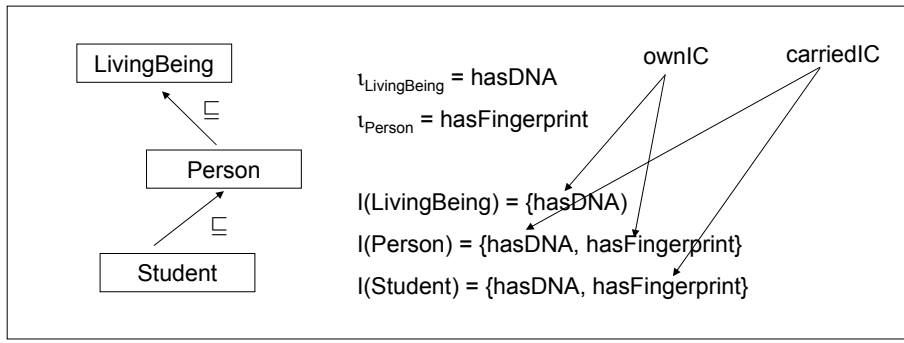 LivingBeing
⊑
Person
⊑
Student
ownIC
carriedIC
ιLivingBeing = hasDNA
ιPerson = hasFingerprint
I(LivingBeing) = {hasDNA)
I(Person) = {hasDNA, hasFingerprint}
I(Student) = {hasDNA, hasFingerprint}